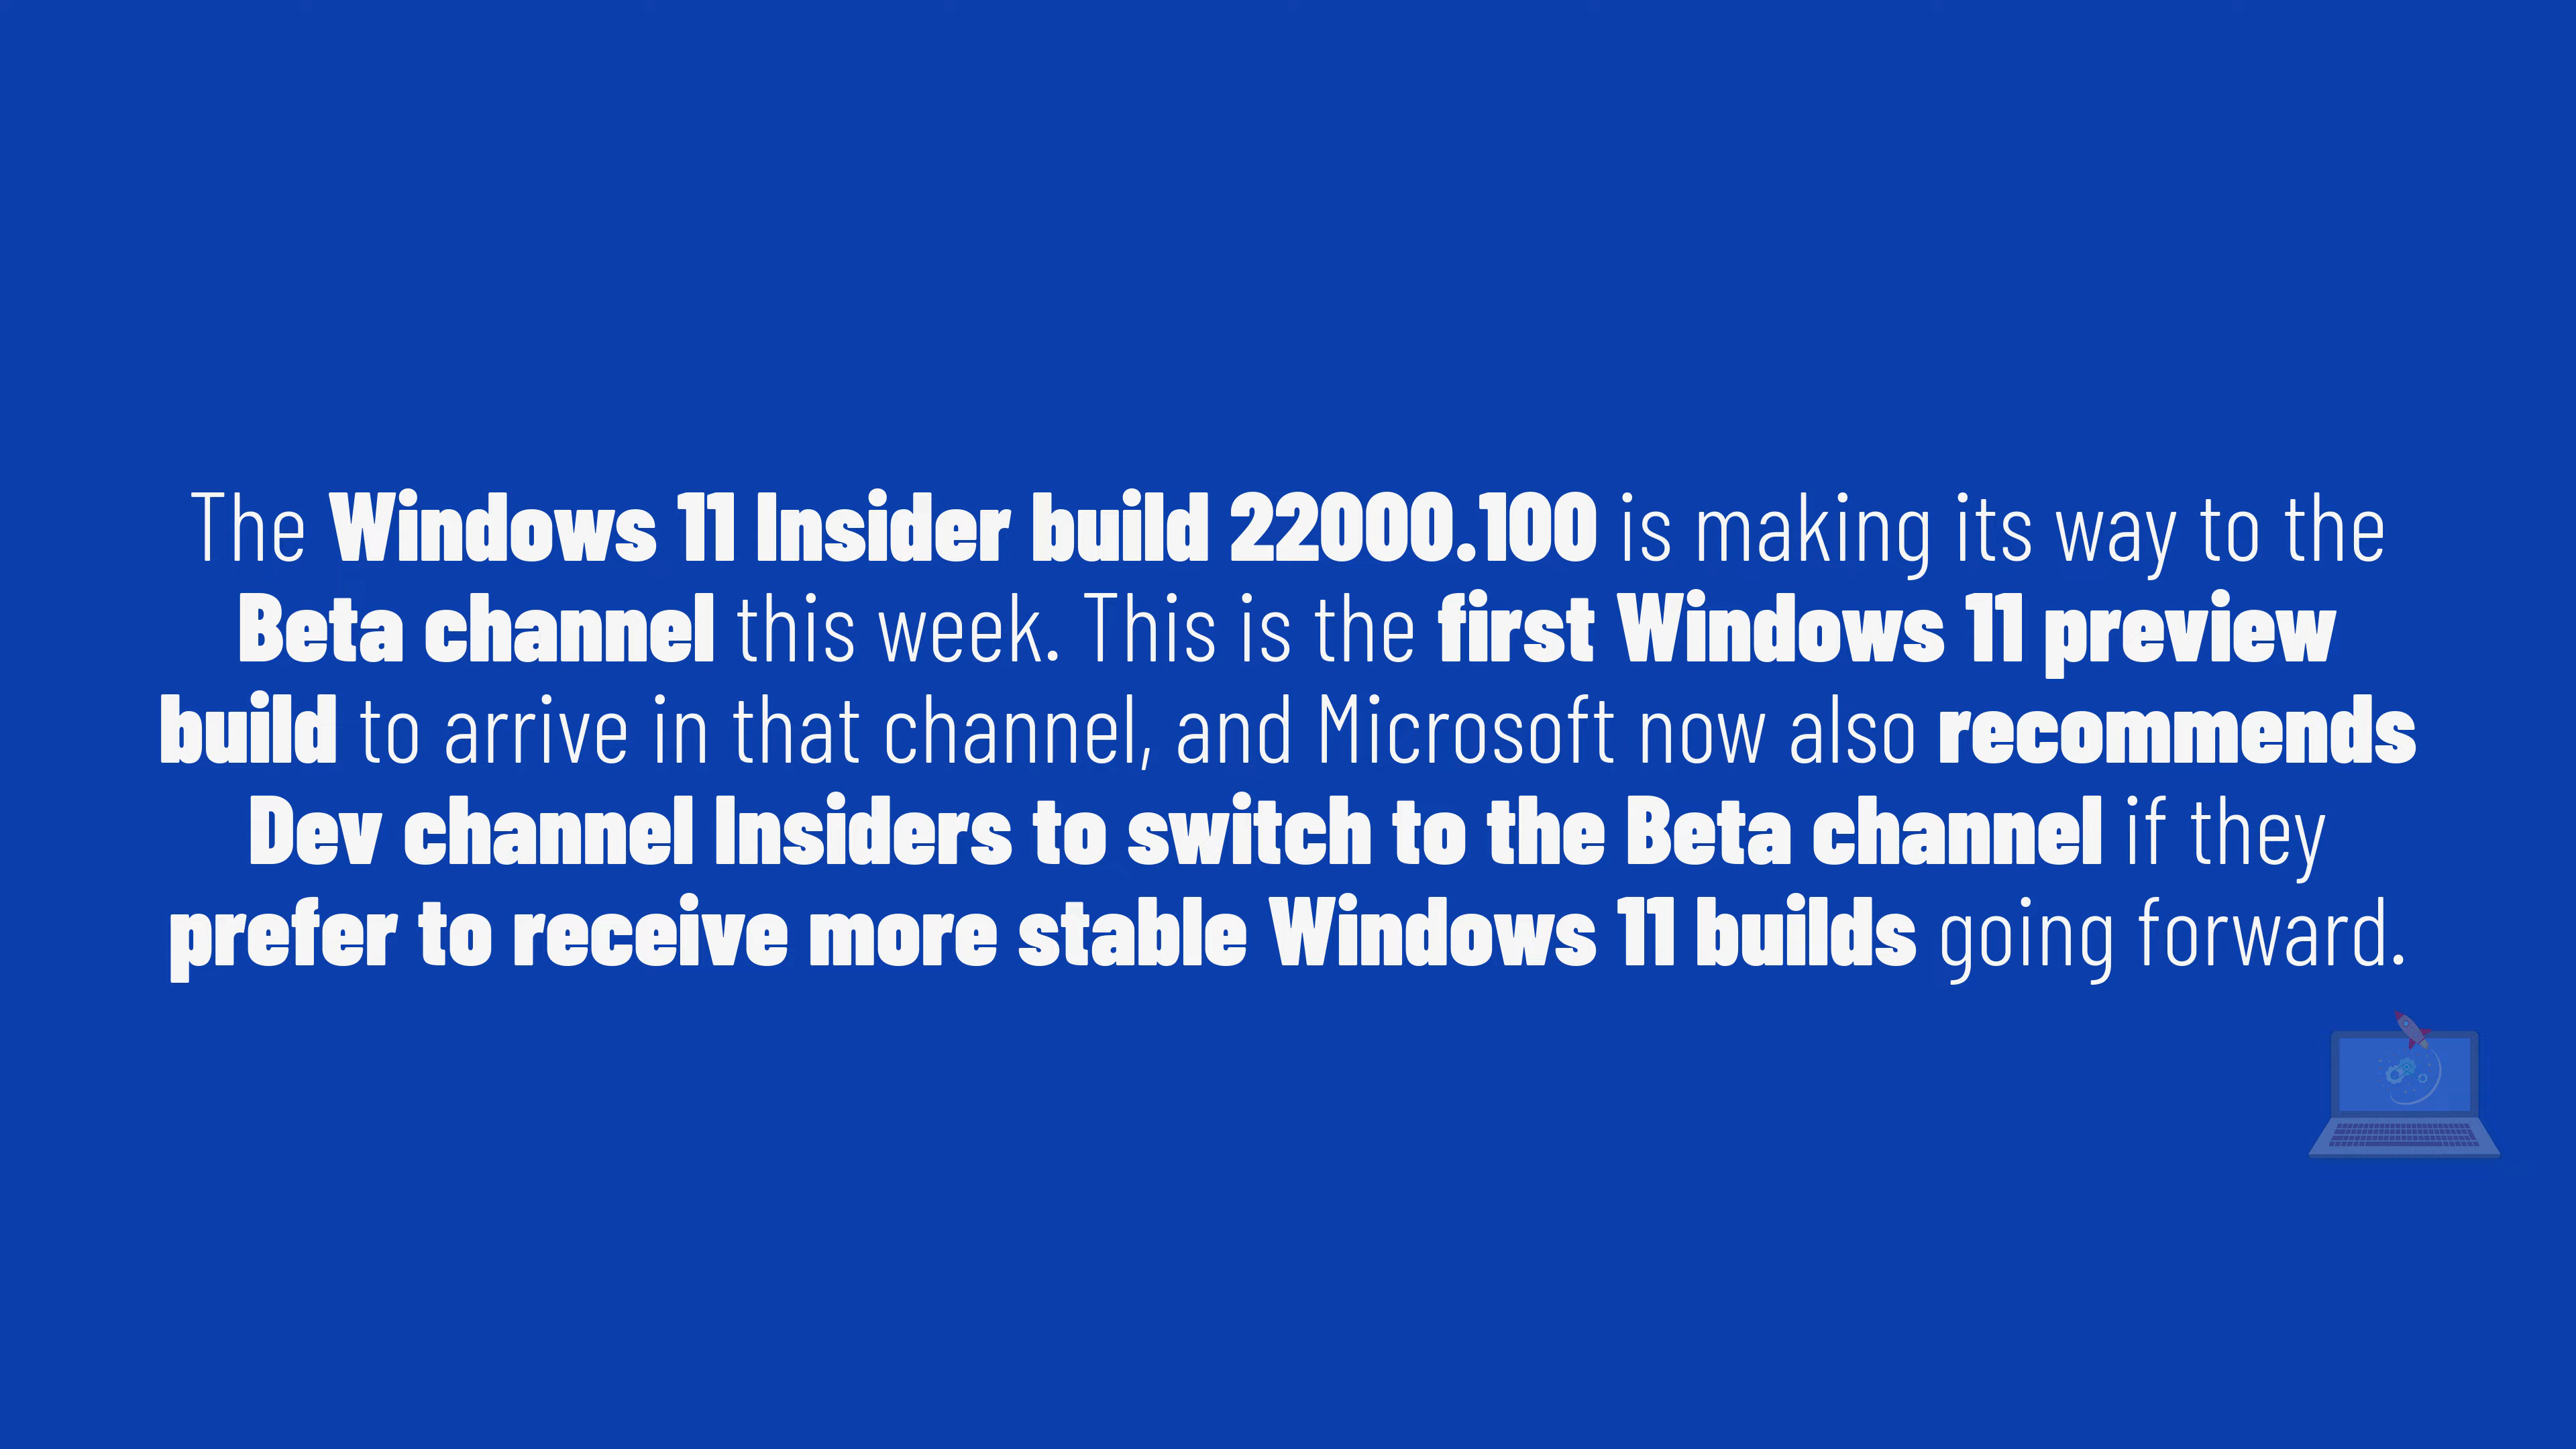 The Windows 11 Insider build 22000.100 is making its way to the
Beta channel this week. This is the first Windows 11 preview
build to arrive in that channel, and Microsoft now also recommends
Dev channel Insiders to switch to the Beta channel if they
prefer to receive more stable Windows 11 builds going forward.